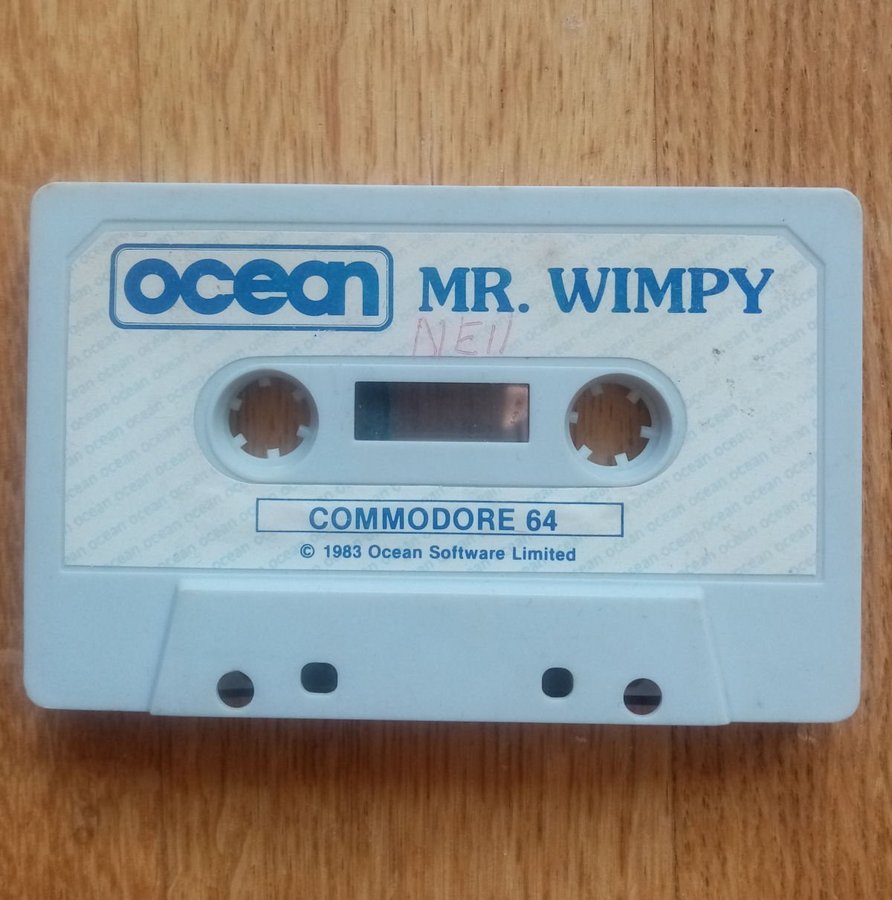 ocean MR. WIMPY
NEIL
COMMODORE 64
© 1983 Ocean Software Limited